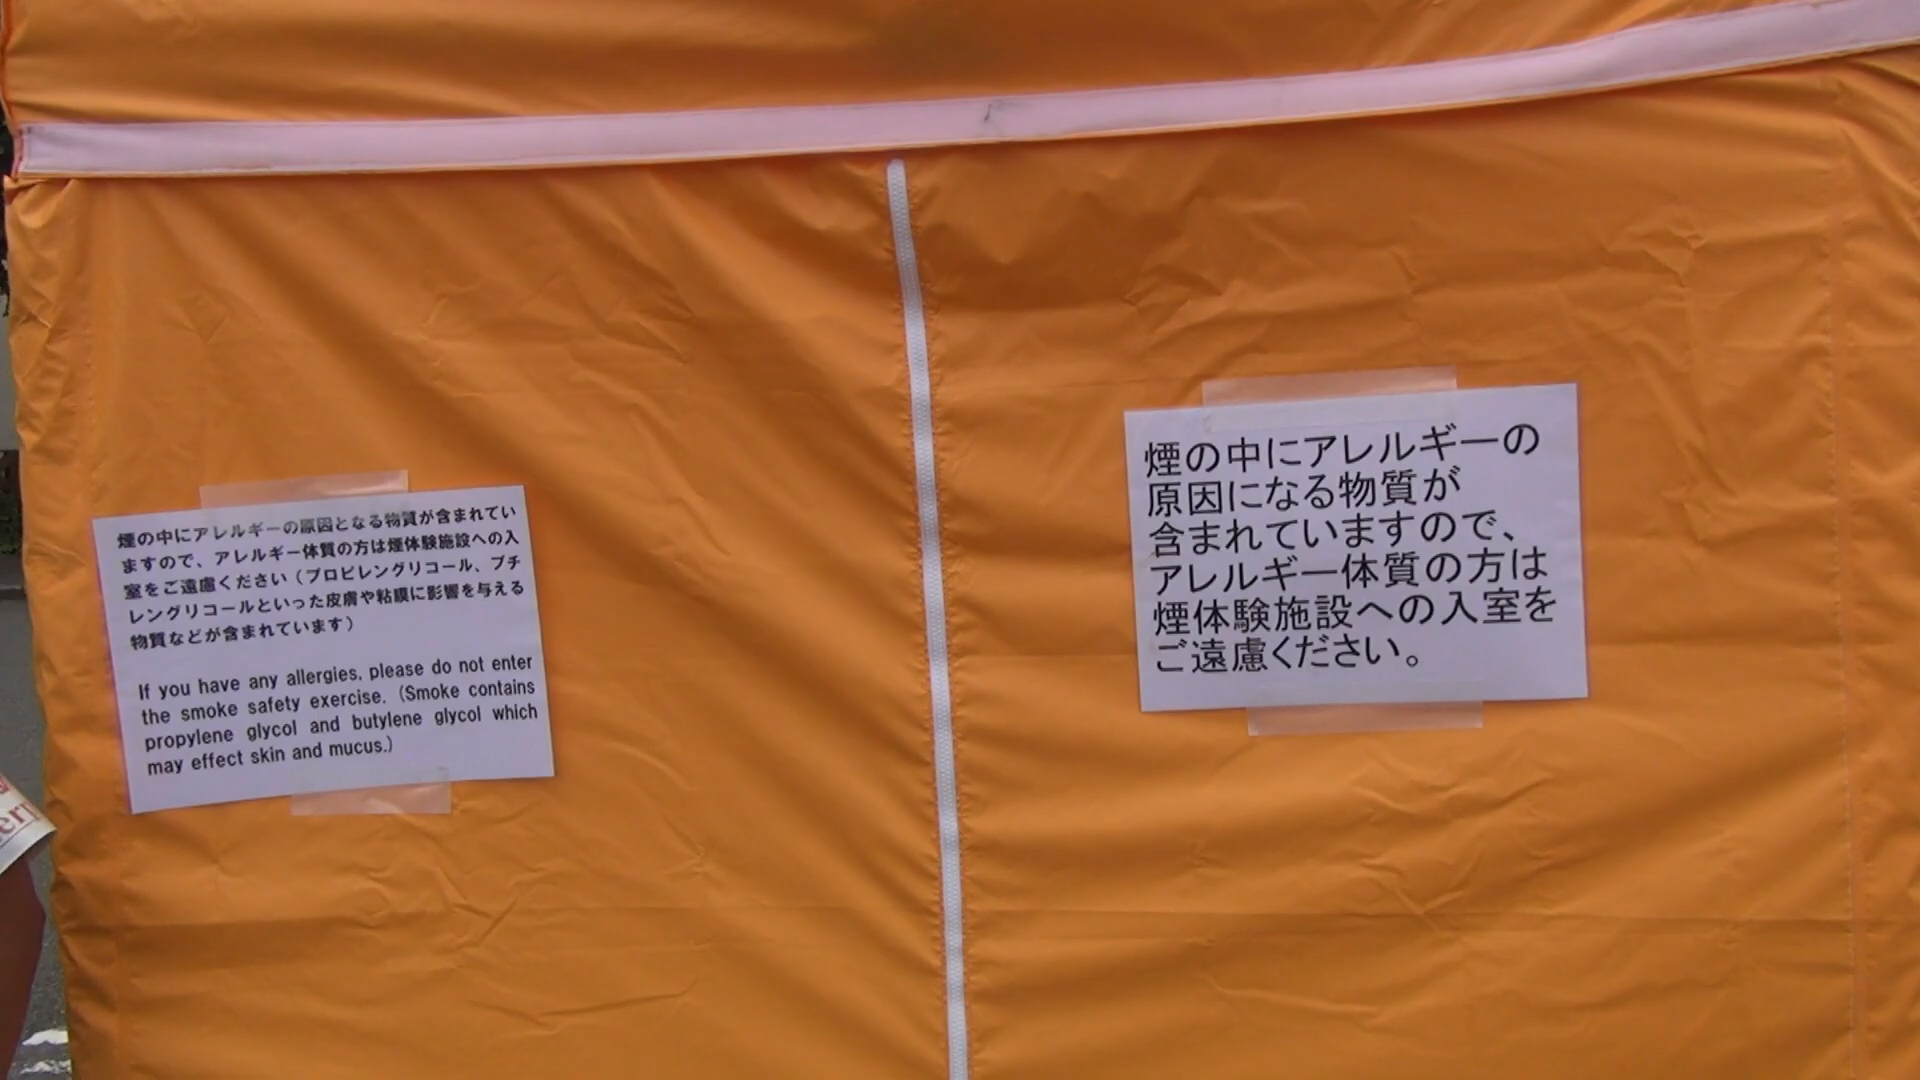 煙の中にアレルギーの原因となる物質が含まれてい
ますので、アレルギー体質の方は煙体験施設への入
室をご遠慮ください（プロピレングリコール、ブチ
レングリコールといった皮膚や粘膜に影響を与える
物質などが含まれています）
If you have any allergies, please do not enter
the smoke safety exercise. (Smoke contains
propylene glycol and butylene glycol which
may effect skin and mucus.)
煙の中にアレルギーの
原因になる物質が
含まれていますので、
アレルギー体質の方は
煙体験施設への入室を
ご遠慮ください。